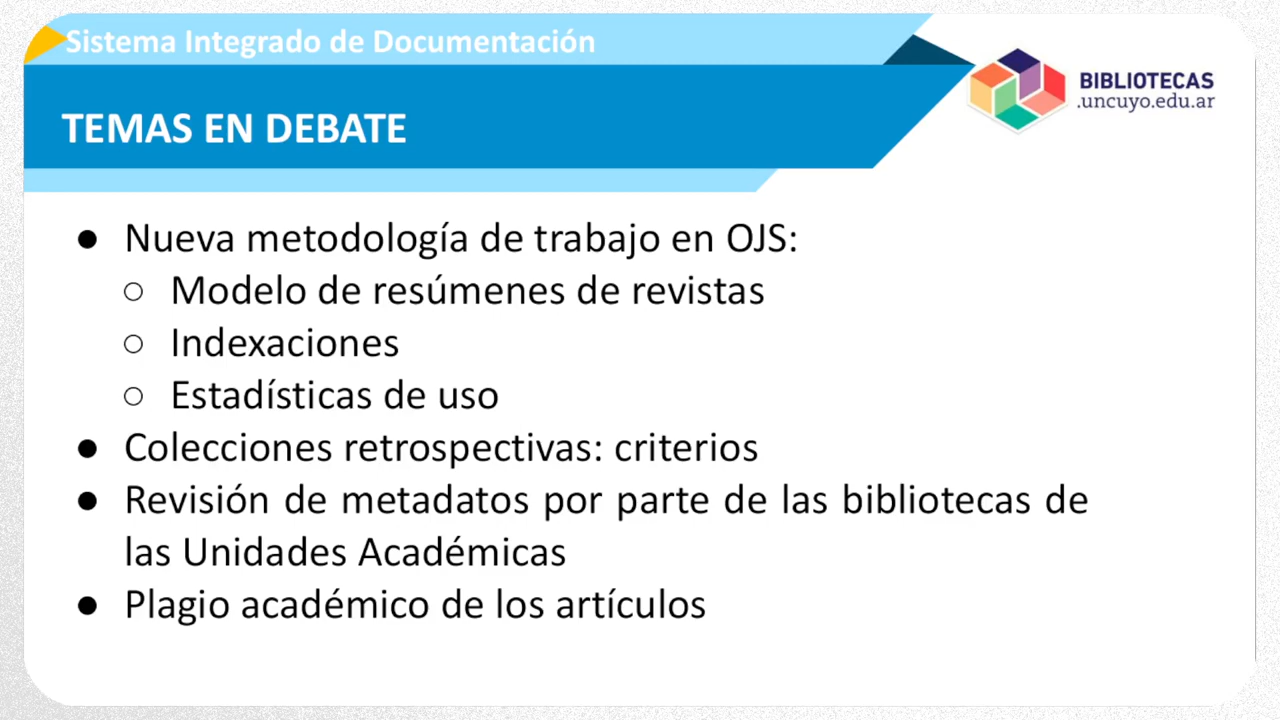 Sistema Integrado de Documentación
BIBLIOTECAS
.uncuyo.edu.ar
TEMAS EN DEBATE
● Nueva metodología de trabajo en OJS:
○ Modelo de resúmenes de revistas
○ Indexaciones
○ Estadísticas de uso
● Colecciones retrospectivas: criterios
● Revisión de metadatos por parte de las bibliotecas de
las Unidades Académicas
● Plagio académico de los artículos